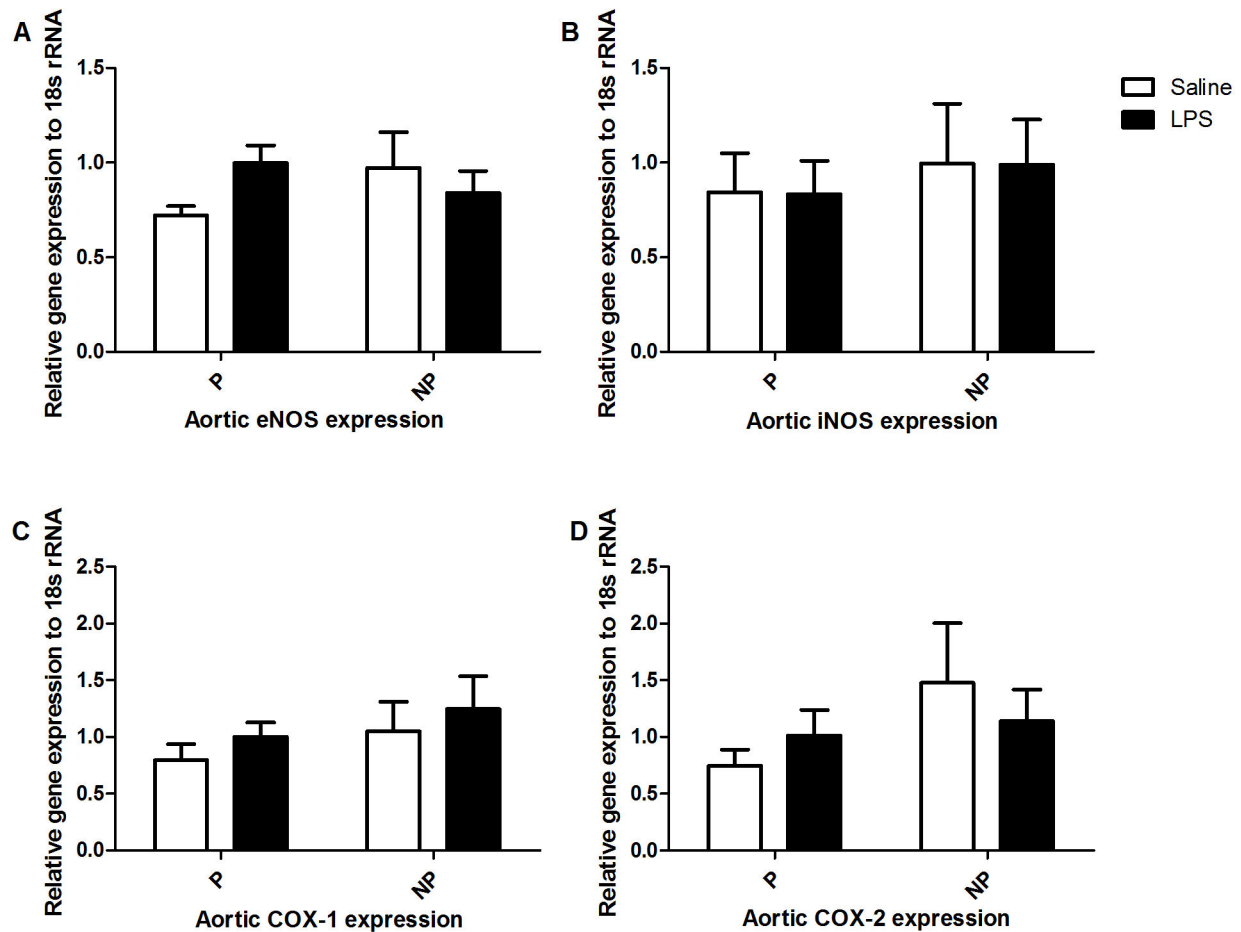 A
Relative gene expression to 18s rRNA
1.5
1.0
0.5
0.0
P
NP
Aortic eNOS expression
B
Relative gene expression to 18s rRNA
1.5
1.0
0.5
0.0
P
NP
Aortic iNOS expression
Saline
LPS
C
Relative gene expression to 18s rRNA
2.5
2.0
1.5
1.0
0.5
0.0
P
NP
Aortic COX-1 expression
D
Relative gene expression to 18s rRNA
2.5
2.0
1.5
1.0
0.5
0.0
P
NP
Aortic COX-2 expression